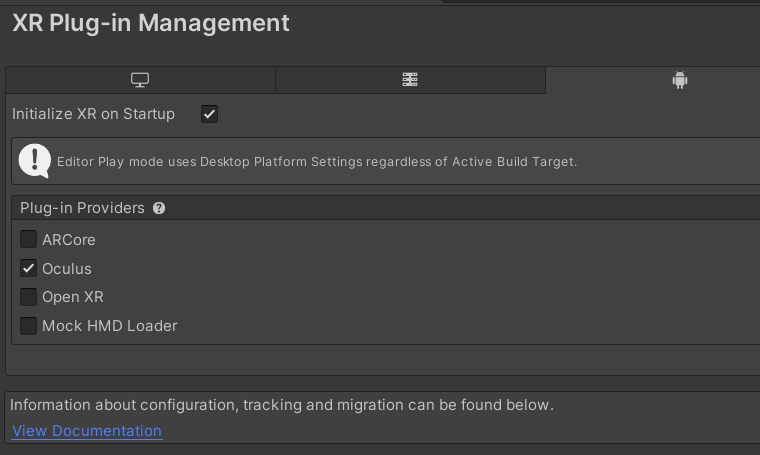 XR Plug-in Management
Initialize XR on Startup
Editor Play mode uses Desktop Platform Settings regardless of Active Build Target.
Plug-in Providers
ARCore
Oculus
Open XR
Mock HMD Loader
Information about configuration, tracking and migration can be found below.
View Documentation